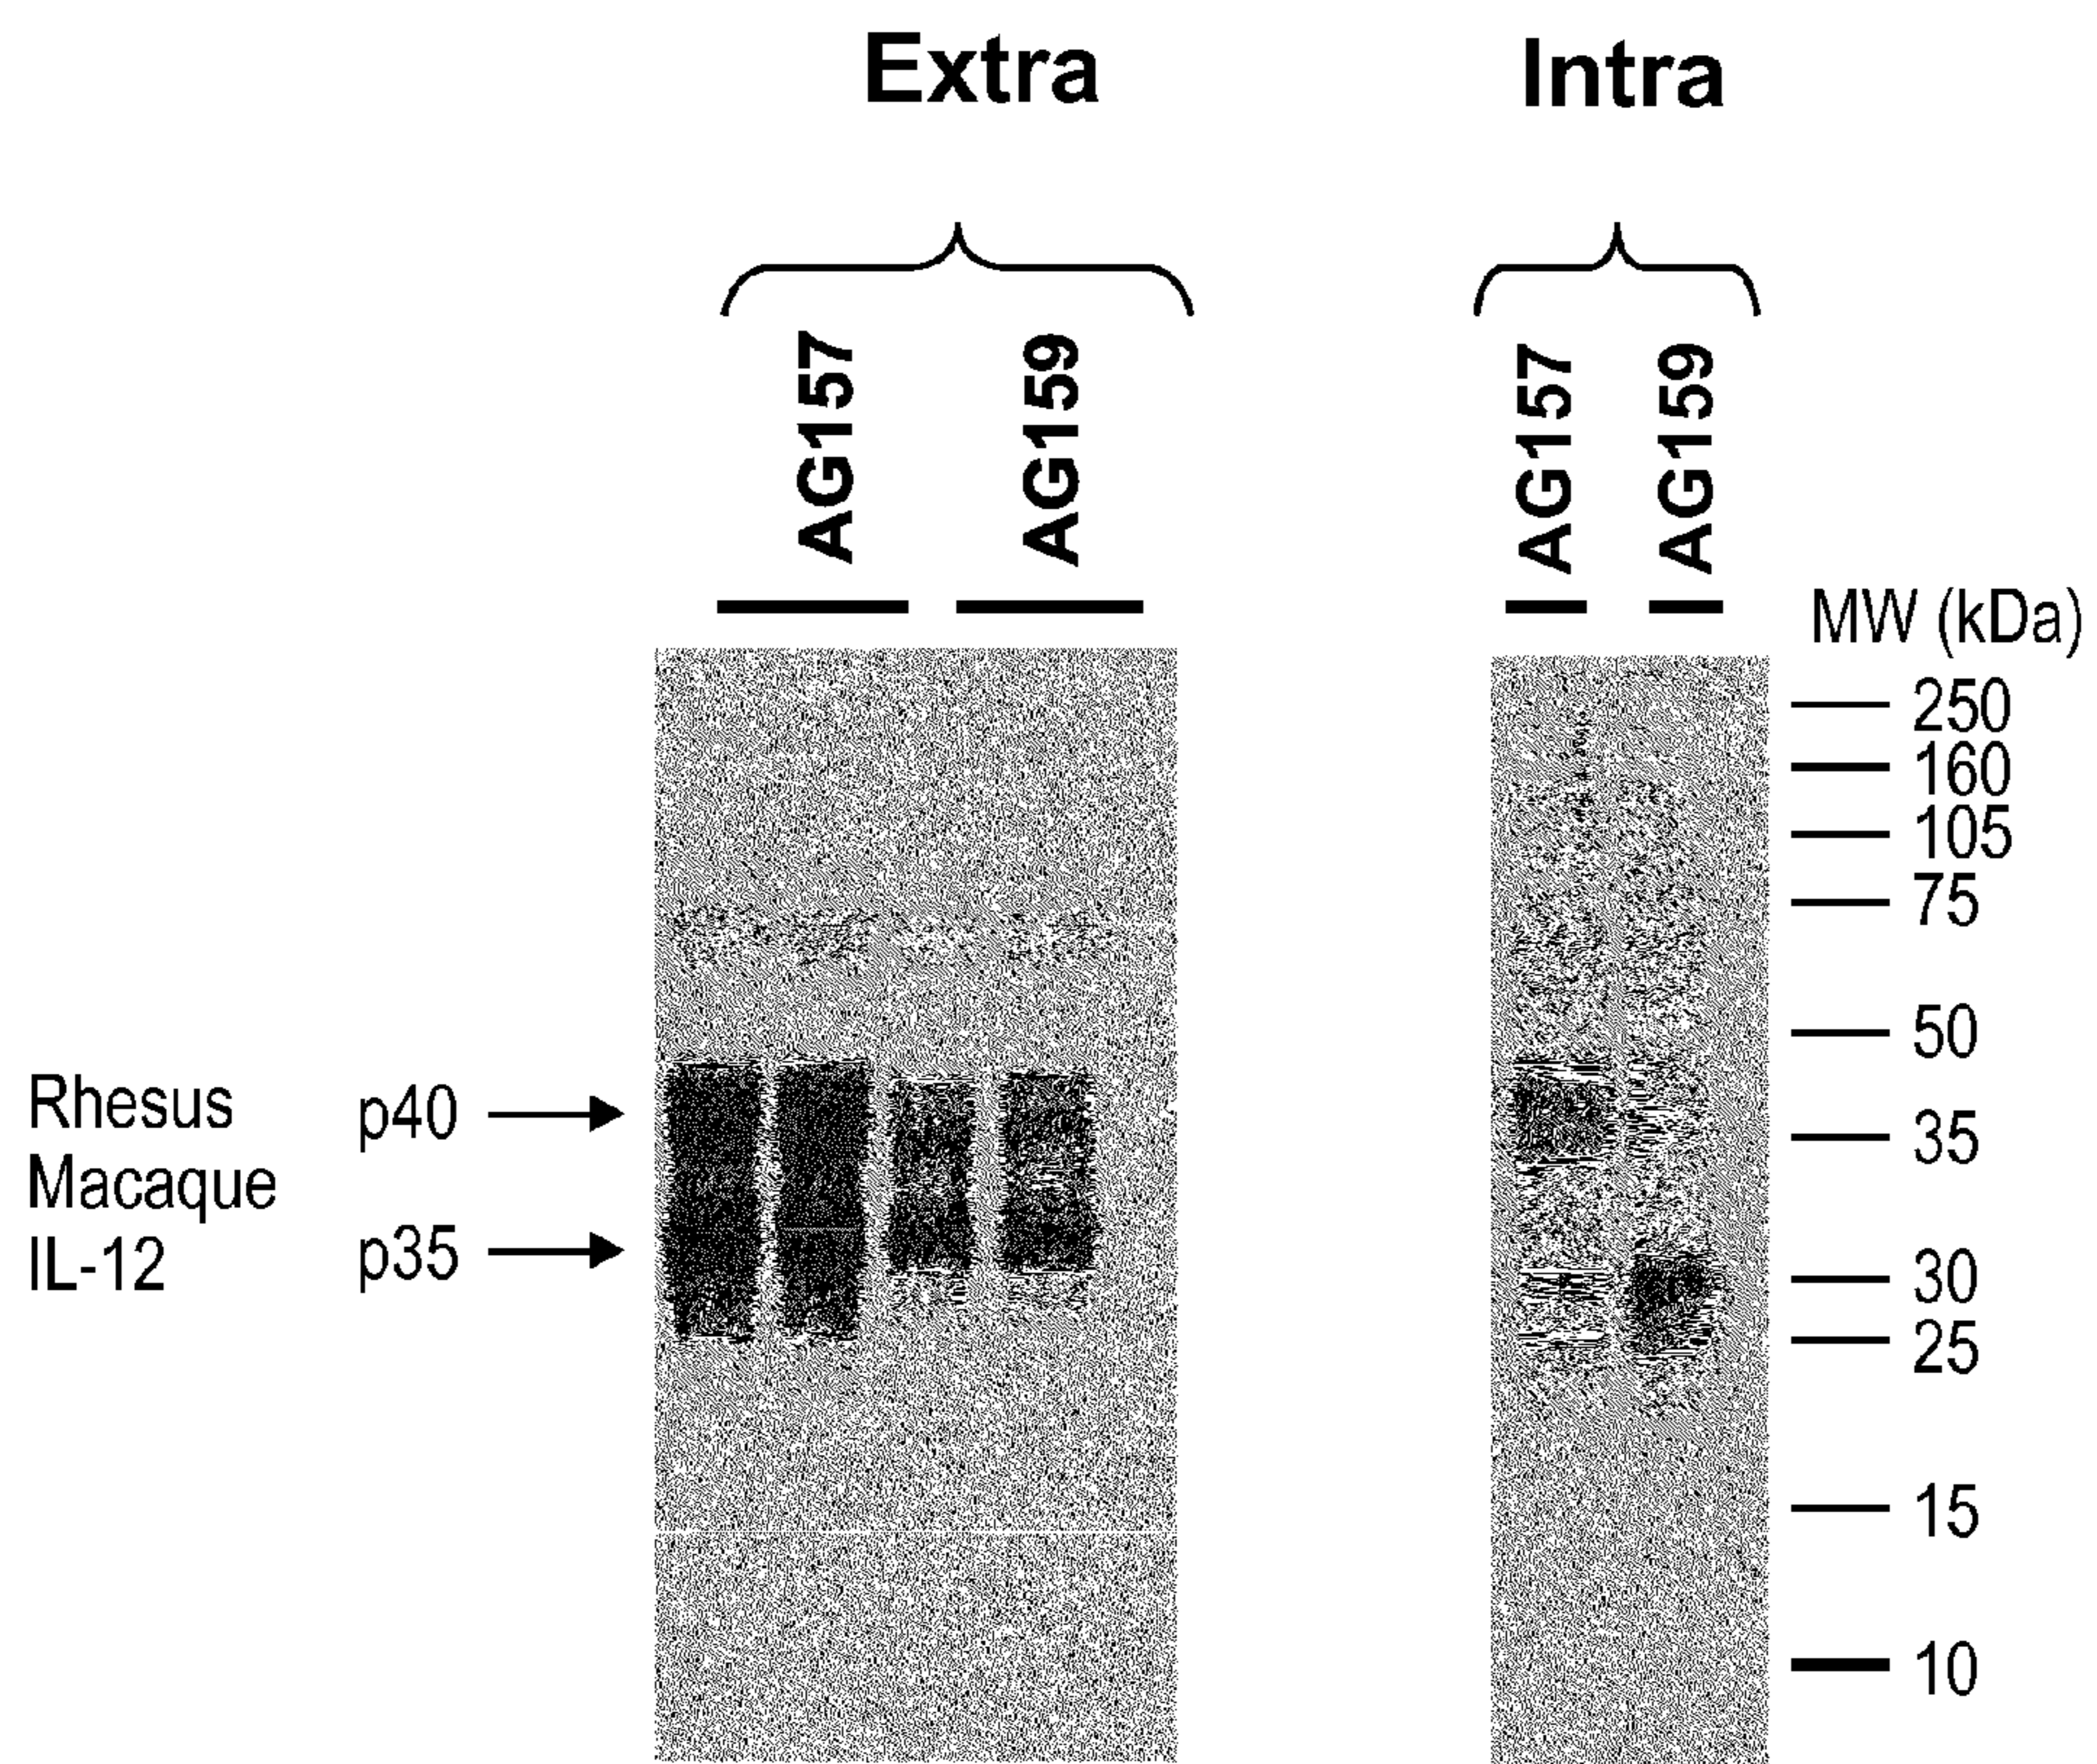 Extra
Intra
AG157
AG159
AG157
AG159
MW (kDa)
250
160
105
75
50
35
30
25
15
10
Rhesus
Macaque
IL-12
p40
p35